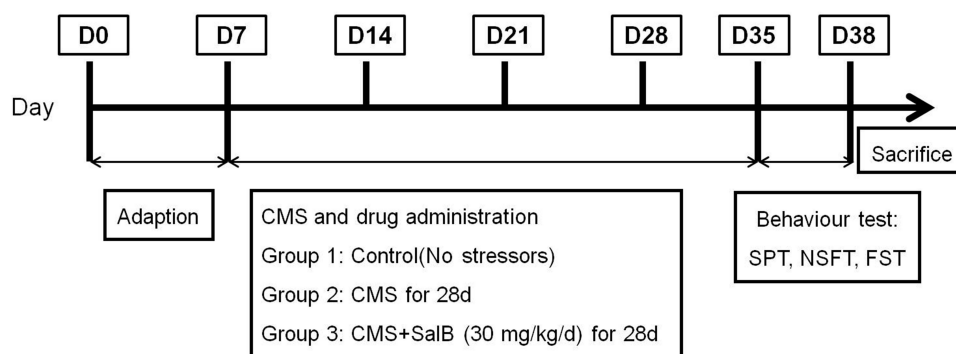 D0 D7 D14 D21 D28 D35 D38
Day
Sacrifice
Adaption
CMS and drug administration
Group 1: Control(No stressors)
Group 2: CMS for 28d
Group 3: CMS+SalB (30 mg/kg/d) for 28d
Behaviour test:
SPT, NSFT, FST